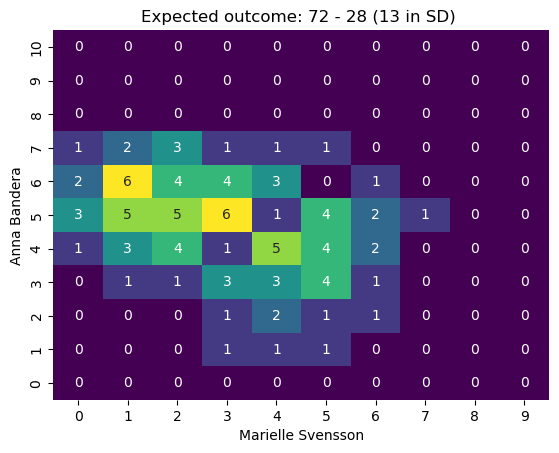 Expected outcome: 72 - 28 (13 in SD)
10 0 0 0 0 0 0 0 0 0 0
9 0 0 0 0 0 0 0 0 0 0
8 0 0 0 0 0 0 0 0 0 0
7 1 2 3 1 1 1 0 0 0 0
6 2 6 4 4 3 0 1 0 0 0
Anna Bandera
5 3 5 5 6 1 4 2 1 0 0
4 1 3 4 1 5 4 2 0 0 0
3 0 1 1 3 3 4 1 0 0 0
2 0 0 0 1 2 1 1 0 0 0
1 0 0 0 1 1 1 0 0 0 0
0 0 0 0 0 0 0 0 0 0 0
0 1 2 3 4 5 6 7 8 9
Marielle Svensson